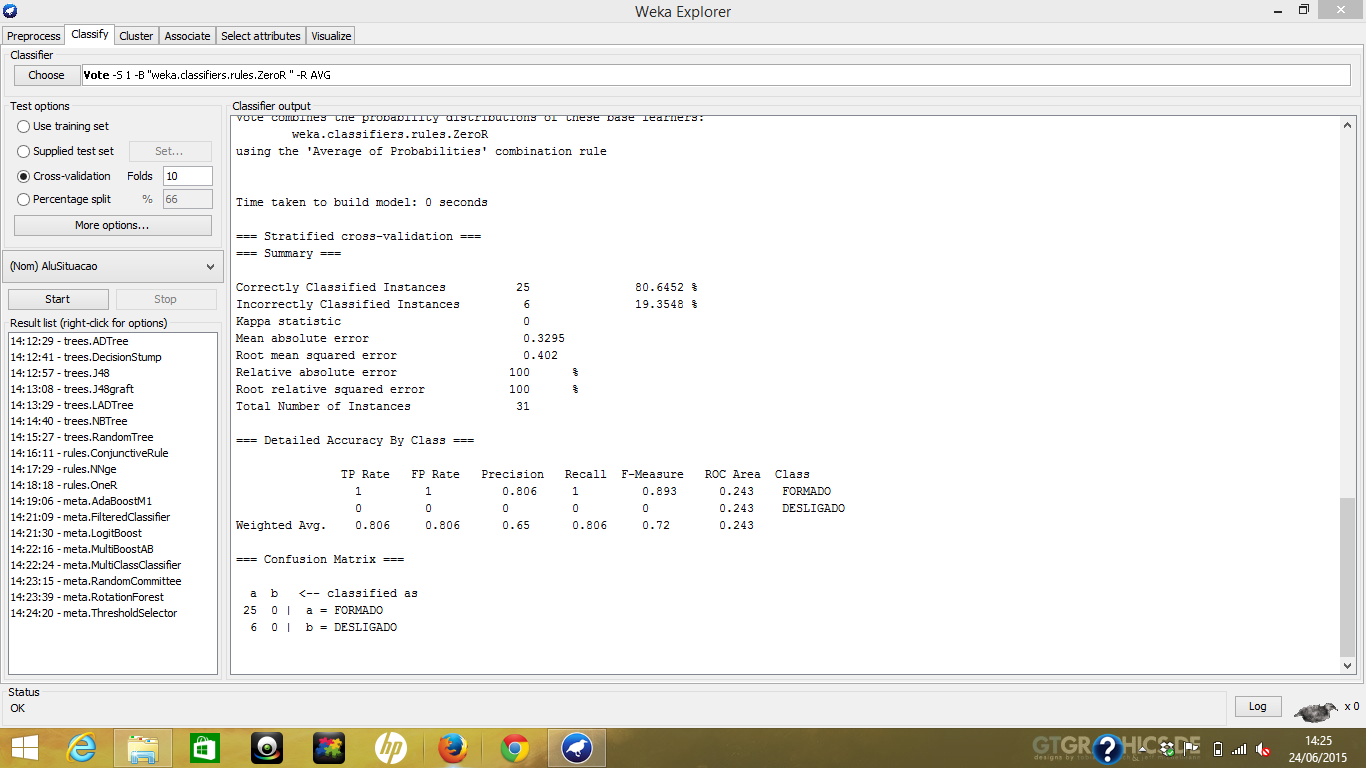 Weka Explorer
Preprocess Classify Cluster Associate Select attributes Visualize
Classifier
Choose Vote -S 1 -B "weka.classifiers.rules.ZeroR " -R AVG
Test options
Use training set
Supplied test set Set...
Cross-validation Folds 10
Percentage split % 66
More options...
(Nom) AluSituacao
Start Stop
Result list (right-click for options)
14:12:29 - trees.ADTree
14:12:41 - trees.DecisionStump
14:12:57 - trees.J48
14:13:08 - trees.J48graft
14:13:29 - trees.LADTree
14:14:40 - trees.NBTree
14:15:27 - trees.RandomTree
14:16:11 - rules.ConjunctiveRule
14:17:29 - rules.NNge
14:18:18 - rules.OneR
14:19:06 - meta.AdaBoostM1
14:21:09 - meta.FilteredClassifier
14:21:30 - meta.LogitBoost
14:22:16 - meta.MultiBoostAB
14:22:24 - meta.MultiClassClassifier
14:23:15 - meta.RandomCommittee
14:23:39 - meta.RotationForest
14:24:20 - meta.ThresholdSelector
Classifier output
Vote combines the probability distributions of these base learners:
weka.classifiers.rules.ZeroR
using the 'Average of Probabilities' combination rule
Time taken to build model: 0 seconds
=== Stratified cross-validation ===
=== Summary ===
Correctly Classified Instances 25 80.6452 %
Incorrectly Classified Instances 6 19.3548 %
Kappa statistic 0
Mean absolute error 0.3295
Root mean squared error 0.402
Relative absolute error 100 %
Root relative squared error 100 %
Total Number of Instances 31
=== Detailed Accuracy By Class ===
TP Rate FP Rate Precision Recall F-Measure ROC Area Class
1 1 0.806 1 0.893 0.243 FORMADO
0 0 0 0 0 0.243 DESLIGADO
Weighted Avg. 0.806 0.806 0.65 0.806 0.72 0.243
=== Confusion Matrix ===
a b <-- classified as
25 0 | a = FORMADO
6 0 | b = DESLIGADO
Status
OK
Log
x 0
hp
14:25
24/06/2015